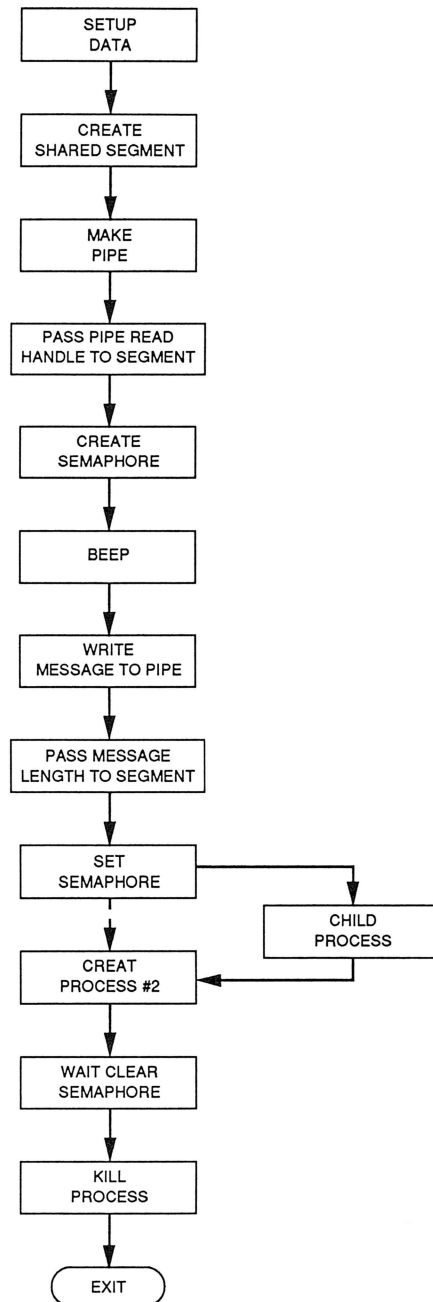 SETUP
DATA
CREATE
SHARED SEGMENT
MAKE
PIPE
PASS PIPE READ
HANDLE TO SEGMENT
CREATE
SEMAPHORE
BEEP
WRITE
MESSAGE TO PIPE
PASS MESSAGE
LENGTH TO SEGMENT
SET
SEMAPHORE
CHILD
PROCESS
CREAT
PROCESS #2
WAIT CLEAR
SEMAPHORE
KILL
PROCESS
EXIT